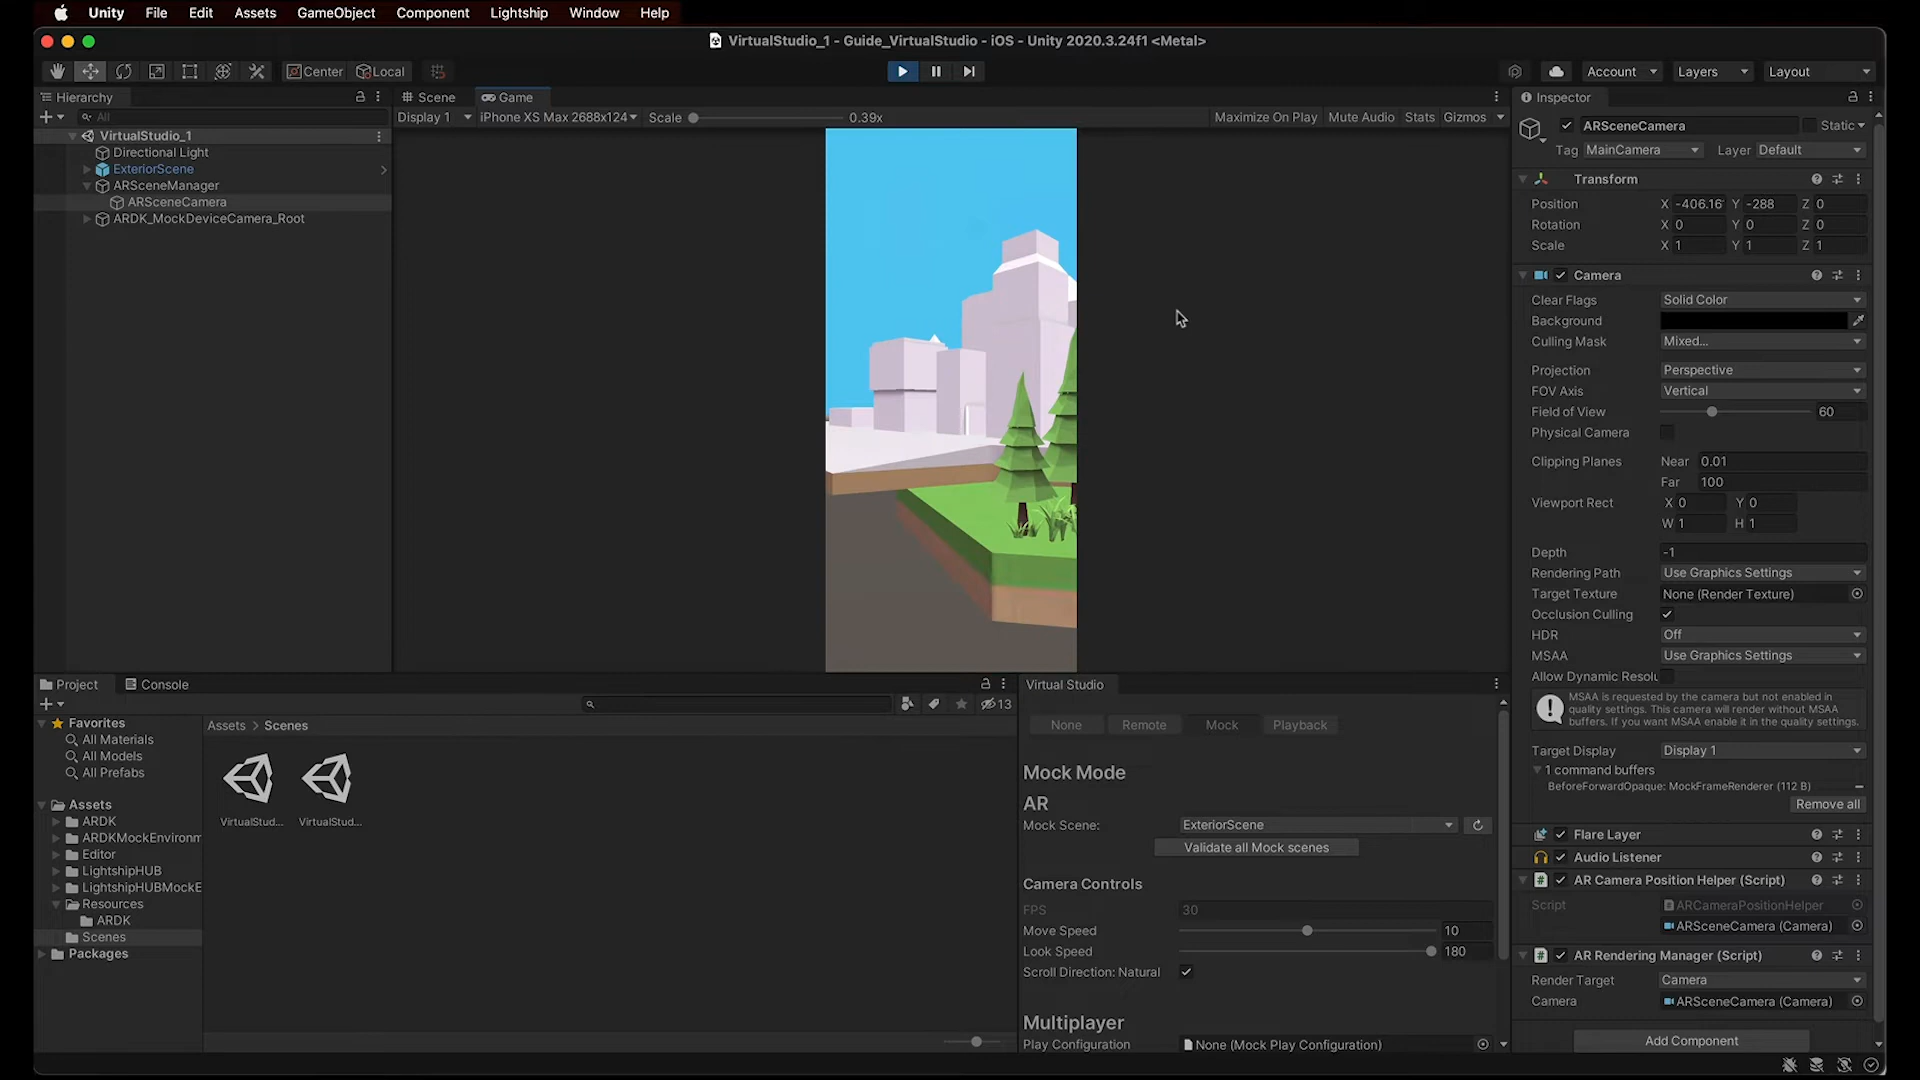 Unity File Edit Assets GameObject Component Lightship Window Help
VirtualStudio_1 - Guide_VirtualStudio - iOS - Unity 2020.3.24f1 <Metal>
Center Local Account Layers Layout
Hierarchy
All
VirtualStudio_1
Directional Light
ExteriorScene
ARSceneManager
ARSceneCamera
ARDK_MockDeviceCamera_Root
Scene Game
Display 1 iPhone XS Max 2688x124 Scale 0.39x Maximize On Play Mute Audio Stats Gizmos
Inspector
ARSceneCamera Static
Tag MainCamera Layer Default
Transform
Position X -406.16 Y -288 Z 0
Rotation X 0 Y 0 Z 0
Scale X 1 Y 1 Z 1
Camera
Clear Flags Solid Color
Background
Culling Mask Mixed...
Projection Perspective
FOV Axis Vertical
Field of View 60
Physical Camera
Clipping Planes Near 0.01
Far 100
Viewport Rect X 0 Y 0
W 1 H 1
Depth -1
Rendering Path Use Graphics Settings
Target Texture None (Render Texture)
Occlusion Culling
HDR Off
MSAA Use Graphics Settings
Allow Dynamic Resolu
MSAA is requested by the camera but not enabled in
quality settings. This camera will render without MSAA
buffers. If you want MSAA enable it in the quality settings.
Target Display Display 1
1 command buffers
BeforeForwardOpaque: MockFrameRenderer (112 B)
Remove all
Flare Layer
Audio Listener
AR Camera Position Helper (Script)
Script ARCameraPositionHelper
ARSceneCamera (Camera)
AR Rendering Manager (Script)
Render Target Camera
Camera ARSceneCamera (Camera)
Add Component
Project Console
13
Favorites
All Materials
All Models
All Prefabs
Assets
ARDK
ARDKMockEnvironm
Editor
LightshipHUB
LightshipHUBMockE
Resources
ARDK
Scenes
Packages
Assets > Scenes
VirtualStud... VirtualStud...
Virtual Studio
None Remote Mock Playback
Mock Mode
AR
Mock Scene: ExteriorScene
Validate all Mock scenes
Camera Controls
FPS 30
Move Speed 10
Look Speed 180
Scroll Direction: Natural
Multiplayer
Play Configuration None (Mock Play Configuration)